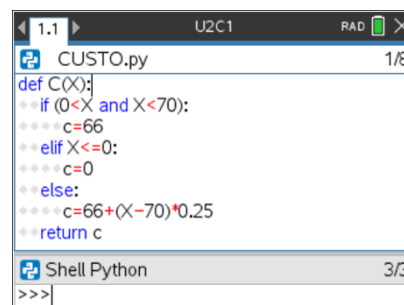 1.1 U2C1 RAD
CUSTO.py 1/8
def C(X):
if (0<X and X<70):
c=66
elif X<=0:
c=0
else:
c=66+(X−70)*0.25
return c
Shell Python 3/3
>>>